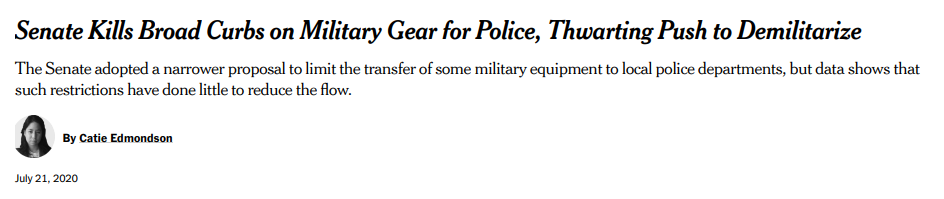 Senate Kills Broad Curbs on Military Gear for Police, Thwarting Push to Demilitarize
The Senate adopted a narrower proposal to limit the transfer of some military equipment to local police departments, but data shows that
such restrictions have done little to reduce the flow.
By Catie Edmondson
July 21, 2020